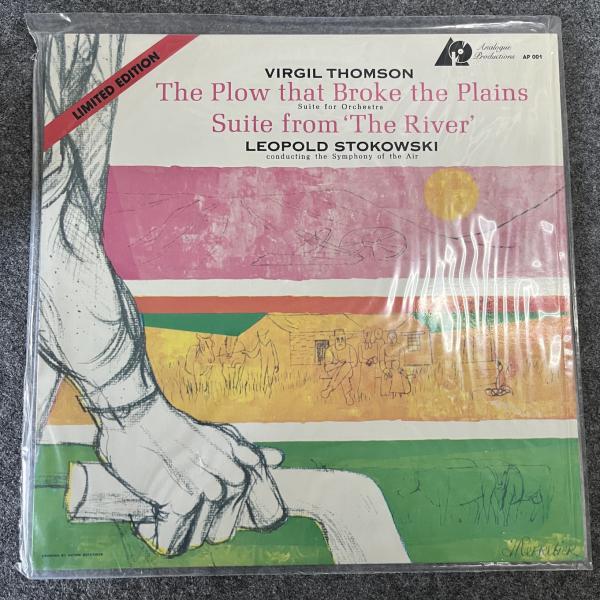 LIMITED EDITION
Analogue
Productions
AP 001
VIRGIL THOMSON
The Plow that Broke the Plains
Suite for Orchestra
Suite from 'The River'
LEOPOLD STOKOWSKI
conducting the Symphony of the Air